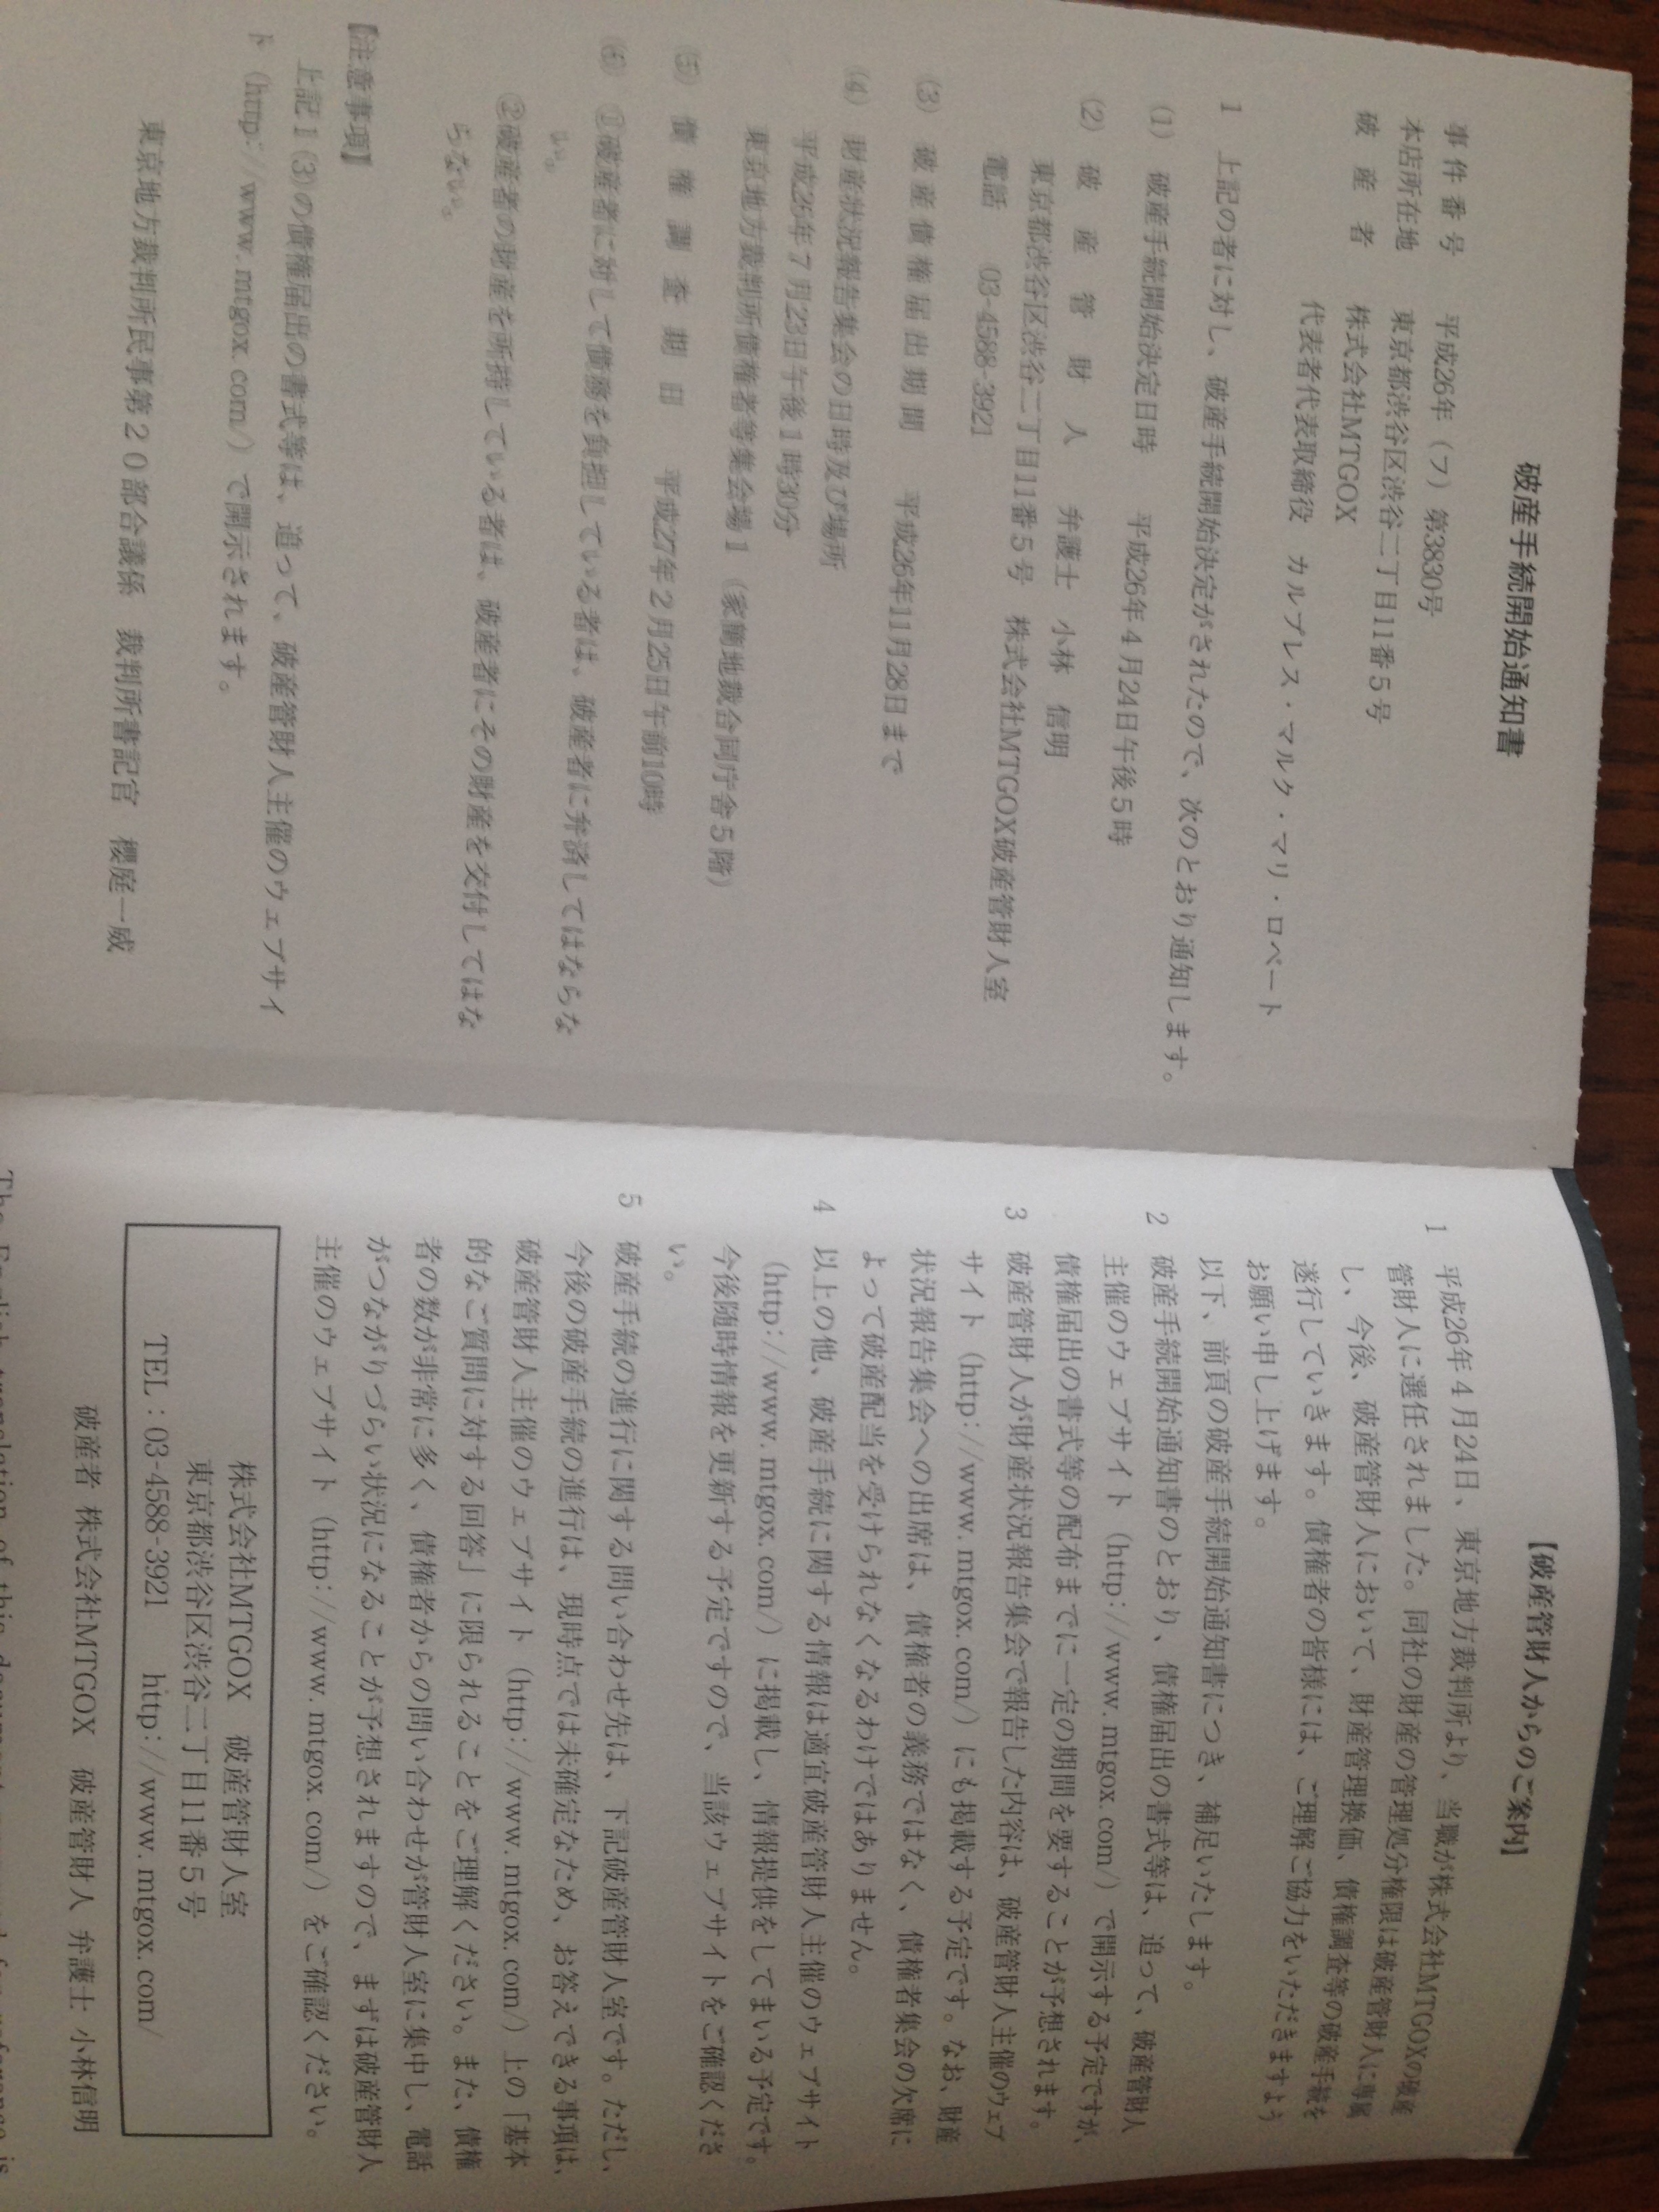 破産手続開始通知書
事件番号　平成26年（フ）第3830号
本店所在地　東京都渋谷区渋谷二丁目11番5号
破産者　株式会社MTGOX
代表者代表取締役　カルプレス・マルク・マリ・ロベート
1　上記の者に対し、破産手続開始決定がされたので、次のとおり通知します。
(1)　破産手続開始決定日時　平成26年4月24日午後5時
(2)　破産管財人　弁護士　小林　信明
東京都渋谷区渋谷二丁目11番5号　株式会社MTGOX破産管財人室
電話　03-4588-3921
(3)　破産債権届出期間　平成26年11月28日まで
(4)　財産状況報告集会の日時及び場所
平成26年7月23日午後1時30分
東京地方裁判所債権者等集会場1（家簡地裁合同庁舎5階）
(5)　債権調査期日　平成27年2月25日午前10時
(6)　①破産者に対して債務を負担している者は、破産者に弁済してはならな
い。
②破産者の財産を所持している者は、破産者にその財産を交付してはな
らない。
【注意事項】
上記1(3)の債権届出の書式等は、追って、破産管財人主催のウェブサイ
ト（http://www.mtgox.com/）で開示されます。
東京地方裁判所民事第２０部合議係　裁判所書記官　櫻庭一威
【破産管財人からのご案内】
1　平成26年4月24日、東京地方裁判所より、当職が株式会社MTGOXの破産
管財人に選任されました。同社の財産の管理処分権限は破産管財人に専属
し、今後、破産管財人において、財産管理換価、債権調査等の破産手続を
遂行していきます。債権者の皆様には、ご理解ご協力をいただきますよう
お願い申し上げます。
以下、前頁の破産手続開始通知書につき、補足いたします。
2　破産手続開始通知書のとおり、債権届出の書式等は、追って、破産管財人
主催のウェブサイト（http://www.mtgox.com/）で開示する予定ですが、
債権届出の書式等の配布までに一定の期間を要することが予想されます。
3　破産管財人が財産状況報告集会で報告した内容は、破産管財人主催のウェブ
サイト（http://www.mtgox.com/）にも掲載する予定です。なお、財産
状況報告集会への出席は、債権者の義務ではなく、債権者集会の欠席に
よって破産配当を受けられなくなるわけではありません。
4　以上の他、破産手続に関する情報は適宜破産管財人主催のウェブサイト
（http://www.mtgox.com/）に掲載し、情報提供をしてまいる予定です。
今後随時情報を更新する予定ですので、当該ウェブサイトをご確認くださ
い。
5　破産手続の進行に関する問い合わせ先は、下記破産管財人室です。ただし、
今後の破産手続の進行は、現時点では未確定なため、お答えできる事項は、
破産管財人主催のウェブサイト（http://www.mtgox.com/）上の「基本
的なご質問に対する回答」に限られることをご理解ください。また、債権
者の数が非常に多く、債権者からの問い合わせが管財人室に集中し、電話
がつながりづらい状況になることが予想されますので、まずは破産管財人
主催のウェブサイト（http://www.mtgox.com/）をご確認ください。
株式会社MTGOX　破産管財人室
東京都渋谷区渋谷二丁目11番5号
TEL：03-4588-3921　http://www.mtgox.com/
破産者　株式会社MTGOX　破産管財人　弁護士　小林信明
The English translation of this document